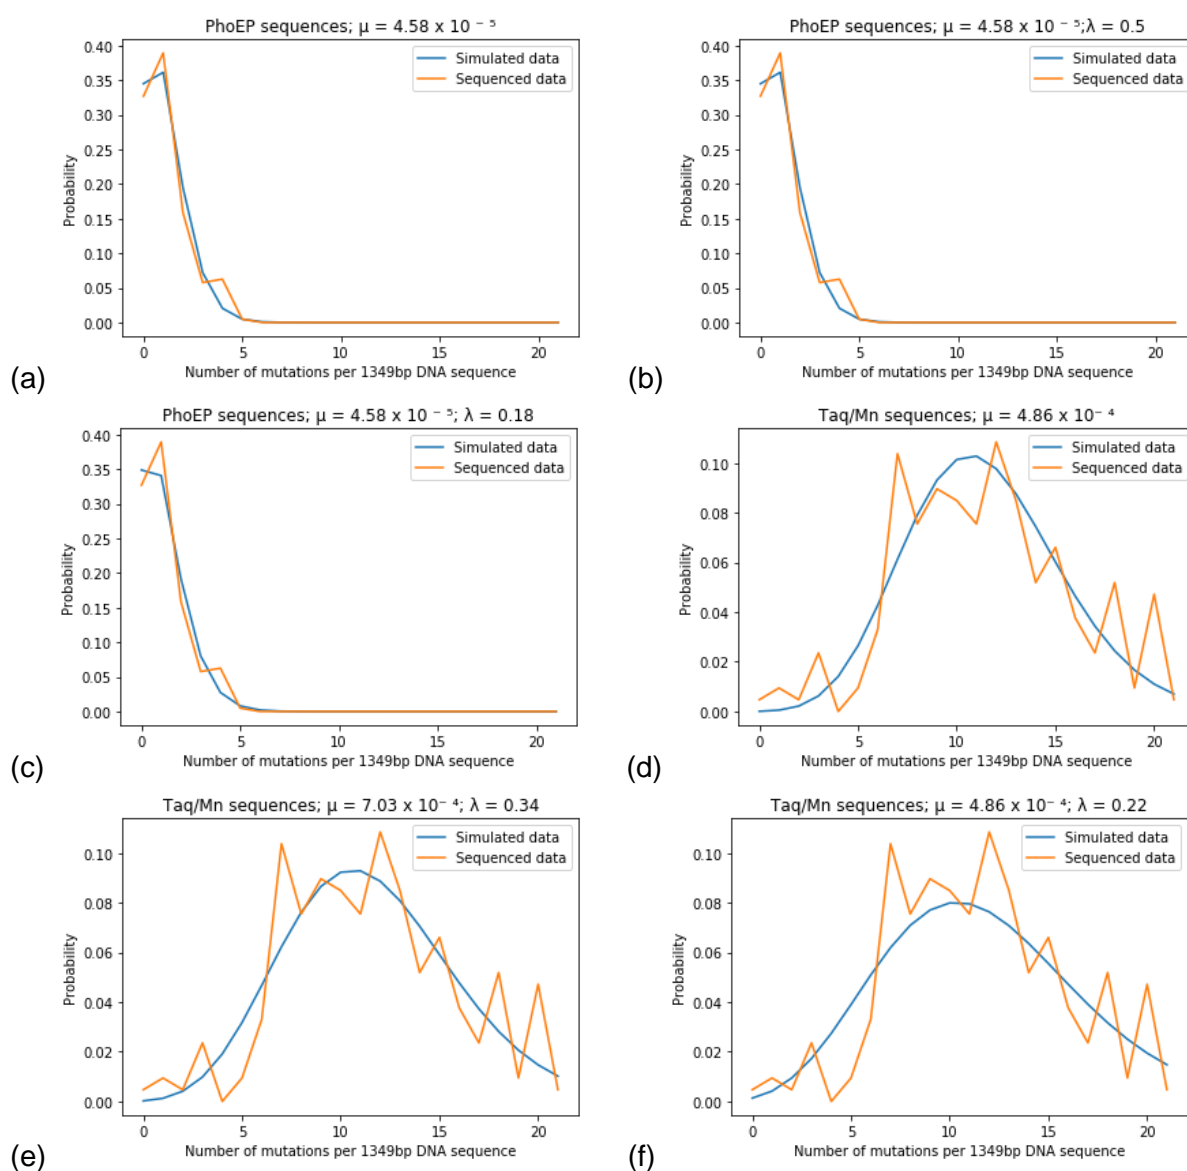 PhoEP sequences; μ = 4.58 x 10 ⁻ ⁵
Simulated data
Sequenced data
0.40
0.35
0.30
0.25
0.20
0.15
0.10
0.05
0.00
Probability
0 5 10 15 20
Number of mutations per 1349bp DNA sequence
(a)
PhoEP sequences; μ = 4.58 x 10 ⁻ ⁵;λ = 0.5
Simulated data
Sequenced data
0.40
0.35
0.30
0.25
0.20
0.15
0.10
0.05
0.00
Probability
0 5 10 15 20
Number of mutations per 1349bp DNA sequence
(b)
PhoEP sequences; μ = 4.58 x 10 ⁻ ⁵; λ = 0.18
Simulated data
Sequenced data
0.40
0.35
0.30
0.25
0.20
0.15
0.10
0.05
0.00
Probability
0 5 10 15 20
Number of mutations per 1349bp DNA sequence
(c)
Taq/Mn sequences; μ = 4.86 x 10⁻ ⁴
Simulated data
Sequenced data
0.10
0.08
0.06
0.04
0.02
0.00
Probability
0 5 10 15 20
Number of mutations per 1349bp DNA sequence
(d)
Taq/Mn sequences; μ = 7.03 x 10⁻ ⁴; λ = 0.34
Simulated data
Sequenced data
0.10
0.08
0.06
0.04
0.02
0.00
Probability
0 5 10 15 20
Number of mutations per 1349bp DNA sequence
(e)
Taq/Mn sequences; μ = 4.86 x 10⁻ ⁴; λ = 0.22
Simulated data
Sequenced data
0.10
0.08
0.06
0.04
0.02
0.00
Probability
0 5 10 15 20
Number of mutations per 1349bp DNA sequence
(f)